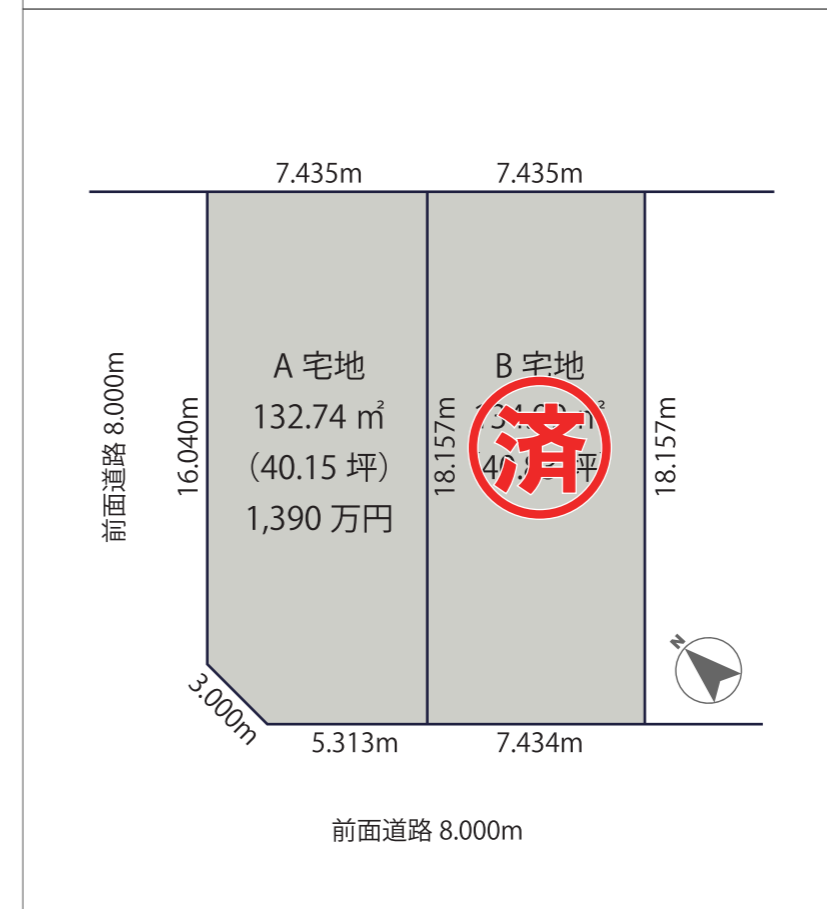 7.435m
7.435m
前面道路 8.000m
16.040m
A 宅地
132.74 ㎡
（40.15 坪）
1,390 万円
18.157m
B 宅地
済
18.157m
N
3.000m
5.313m
7.434m
前面道路 8.000m